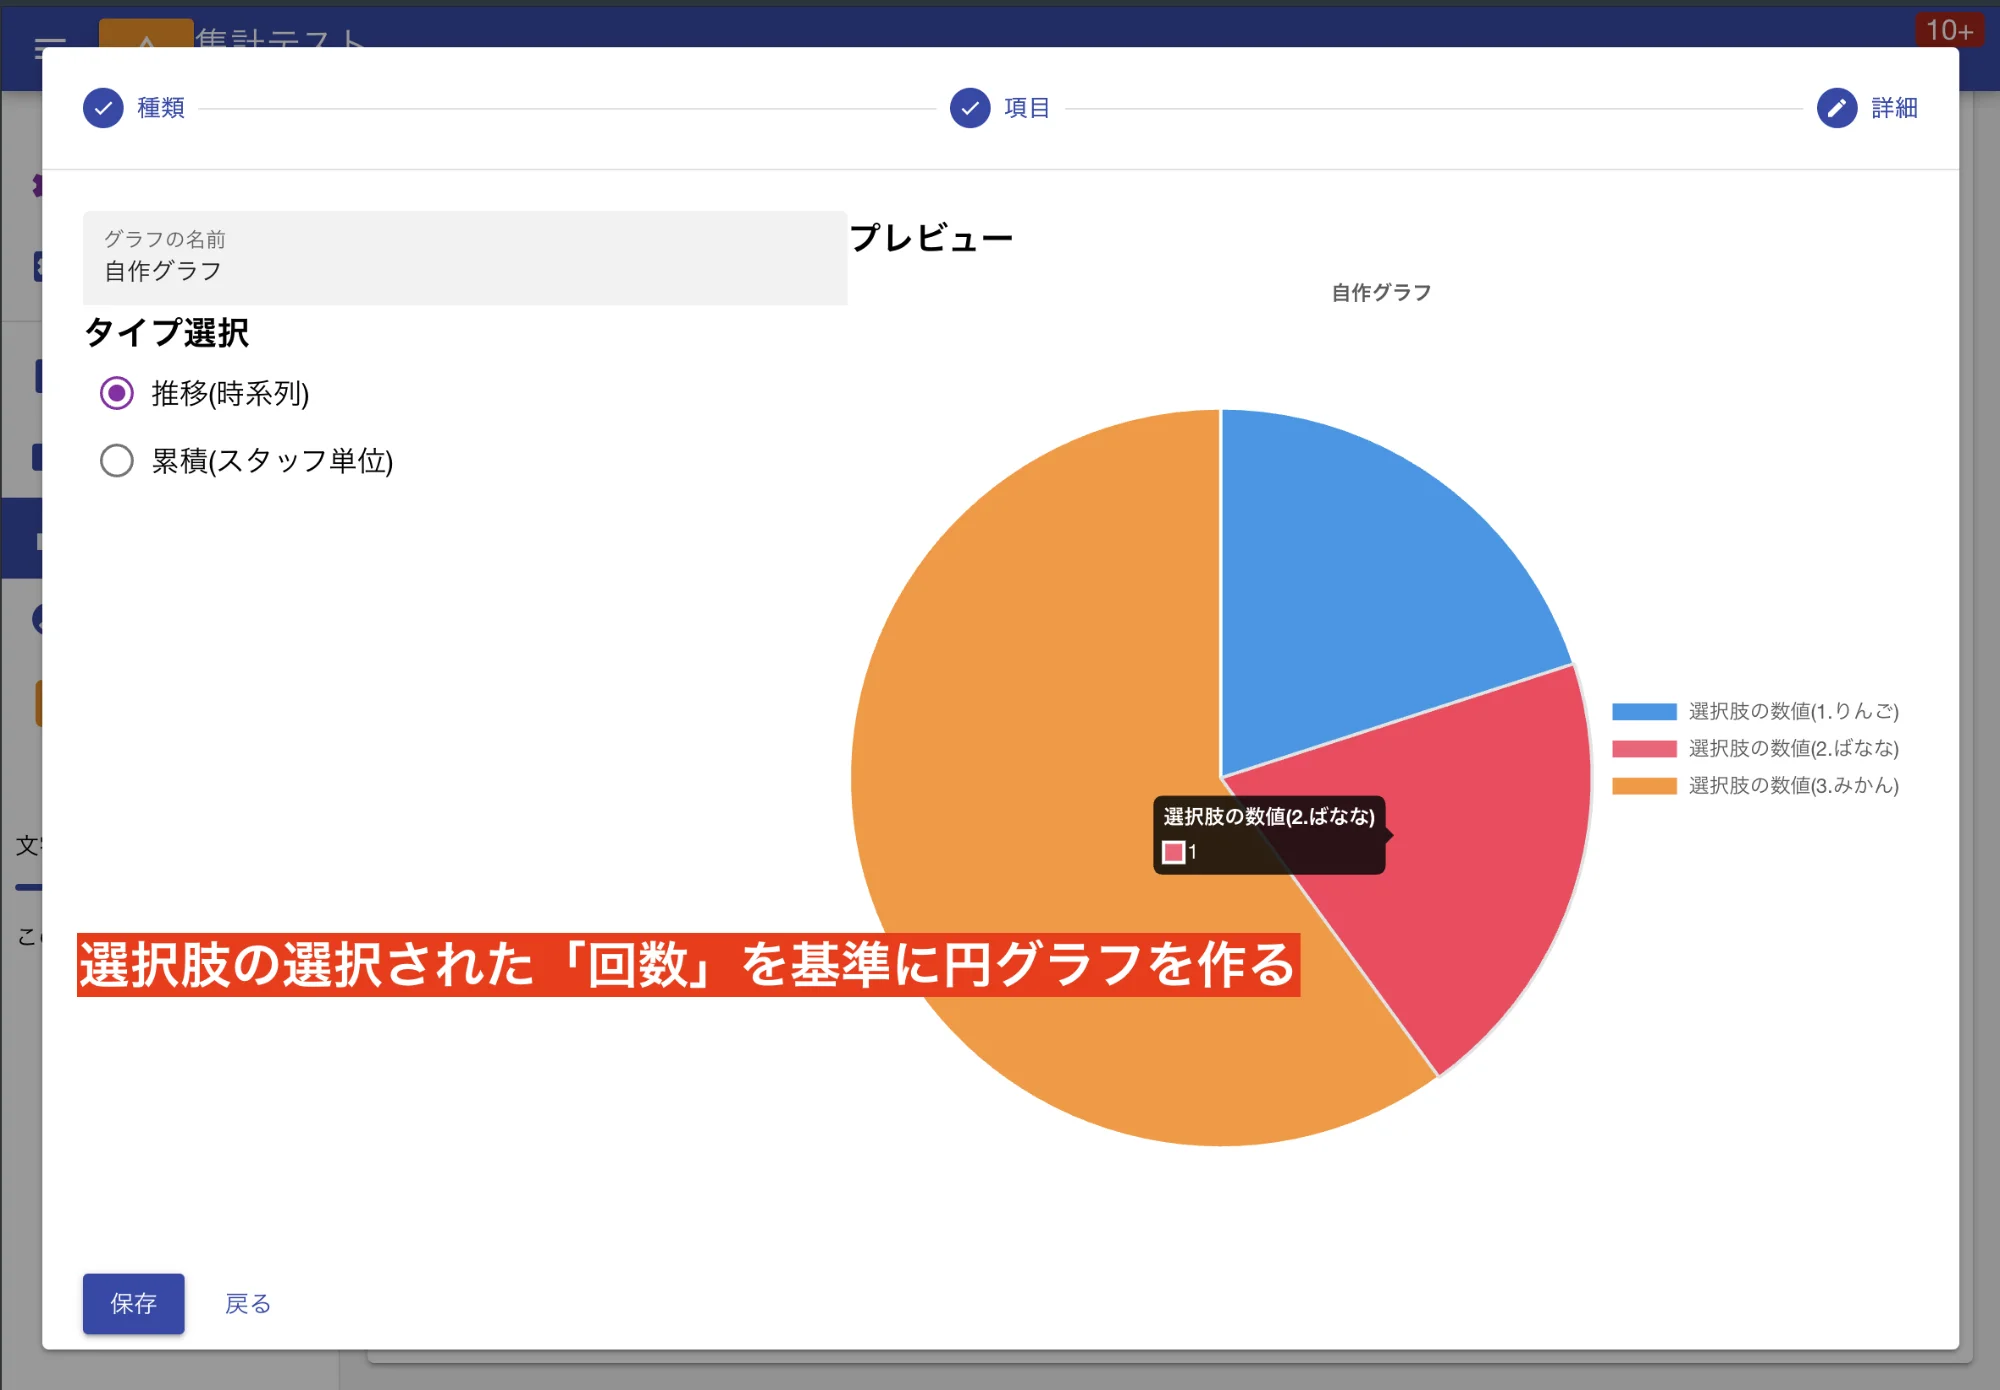 集計テスト
10+
種類
項目
詳細
グラフの名前
自作グラフ
プレビュー
タイプ選択
推移(時系列)
累積(スタッフ単位)
自作グラフ
選択肢の数値(1.りんご)
選択肢の数値(2.ばなな)
選択肢の数値(3.みかん)
選択肢の数値(2.ばなな)
1
選択肢の選択された「回数」を基準に円グラフを作る
保存
戻る